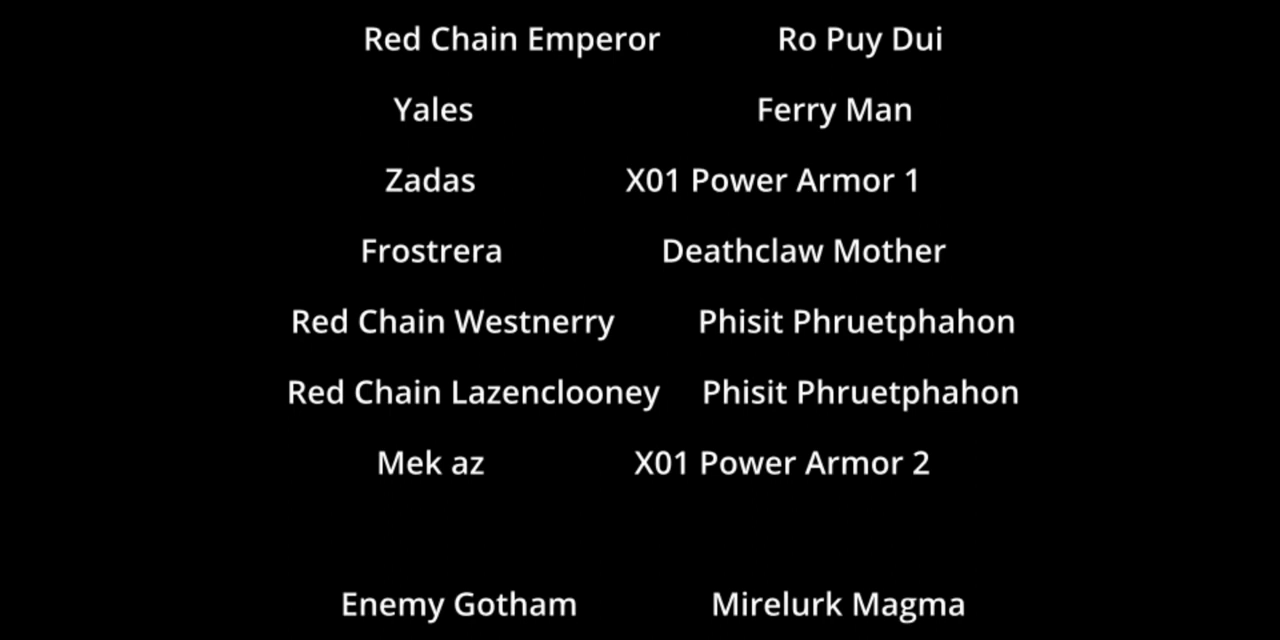 Red Chain Emperor Ro Puy Dui
Yales Ferry Man
Zadas X01 Power Armor 1
Frostrera Deathclaw Mother
Red Chain Westnerry Phisit Phruetphahon
Red Chain Lazenclooney Phisit Phruetphahon
Mek az X01 Power Armor 2
Enemy Gotham Mirelurk Magma